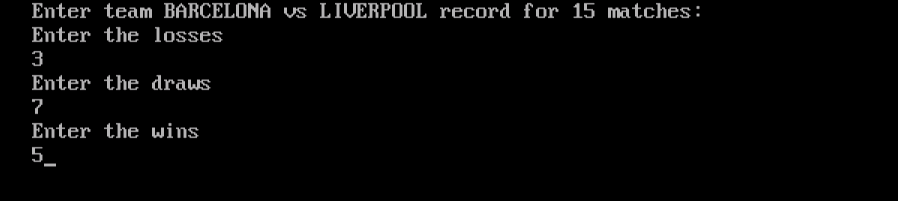 Enter team BARCELONA vs LIVERPOOL record for 15 matches:
Enter the losses
3
Enter the draws
7
Enter the wins
5_